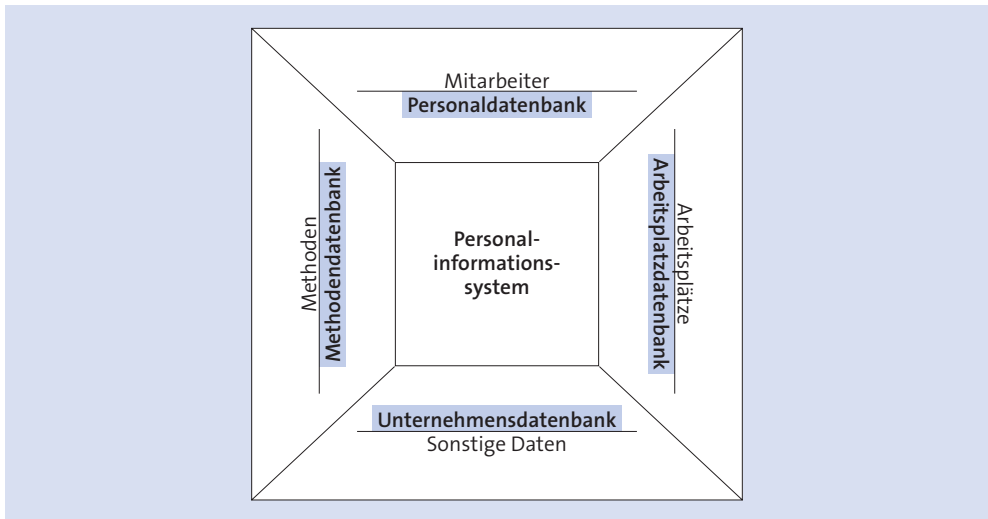 Mitarbeiter
Personaldatenbank
Methoden
Methodendatenbank
Personal-
informations-
system
Arbeitsplatzdatenbank
Arbeitsplätze
Unternehmensdatenbank
Sonstige Daten